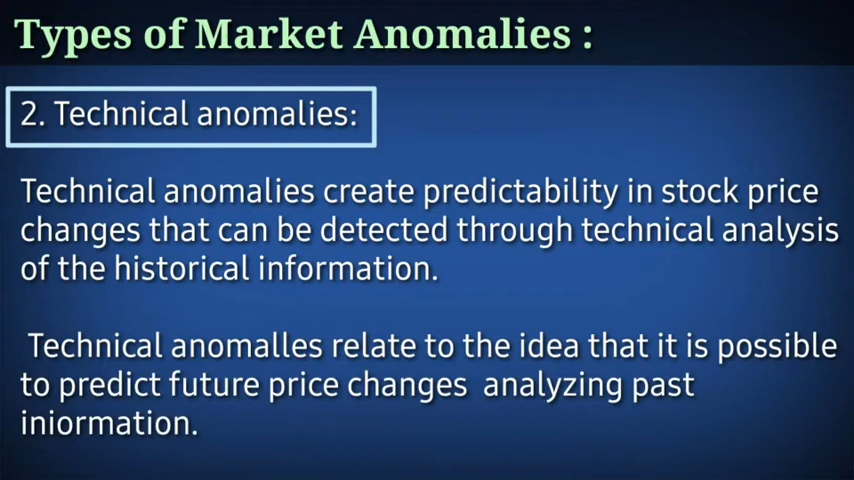 Types of Market Anomalies :
2. Technical anomalies:
Technical anomalies create predictability in stock price
changes that can be detected through technical analysis
of the historical information.
Technical anomalles relate to the idea that it is possible
to predict future price changes analyzing past
iniormation.